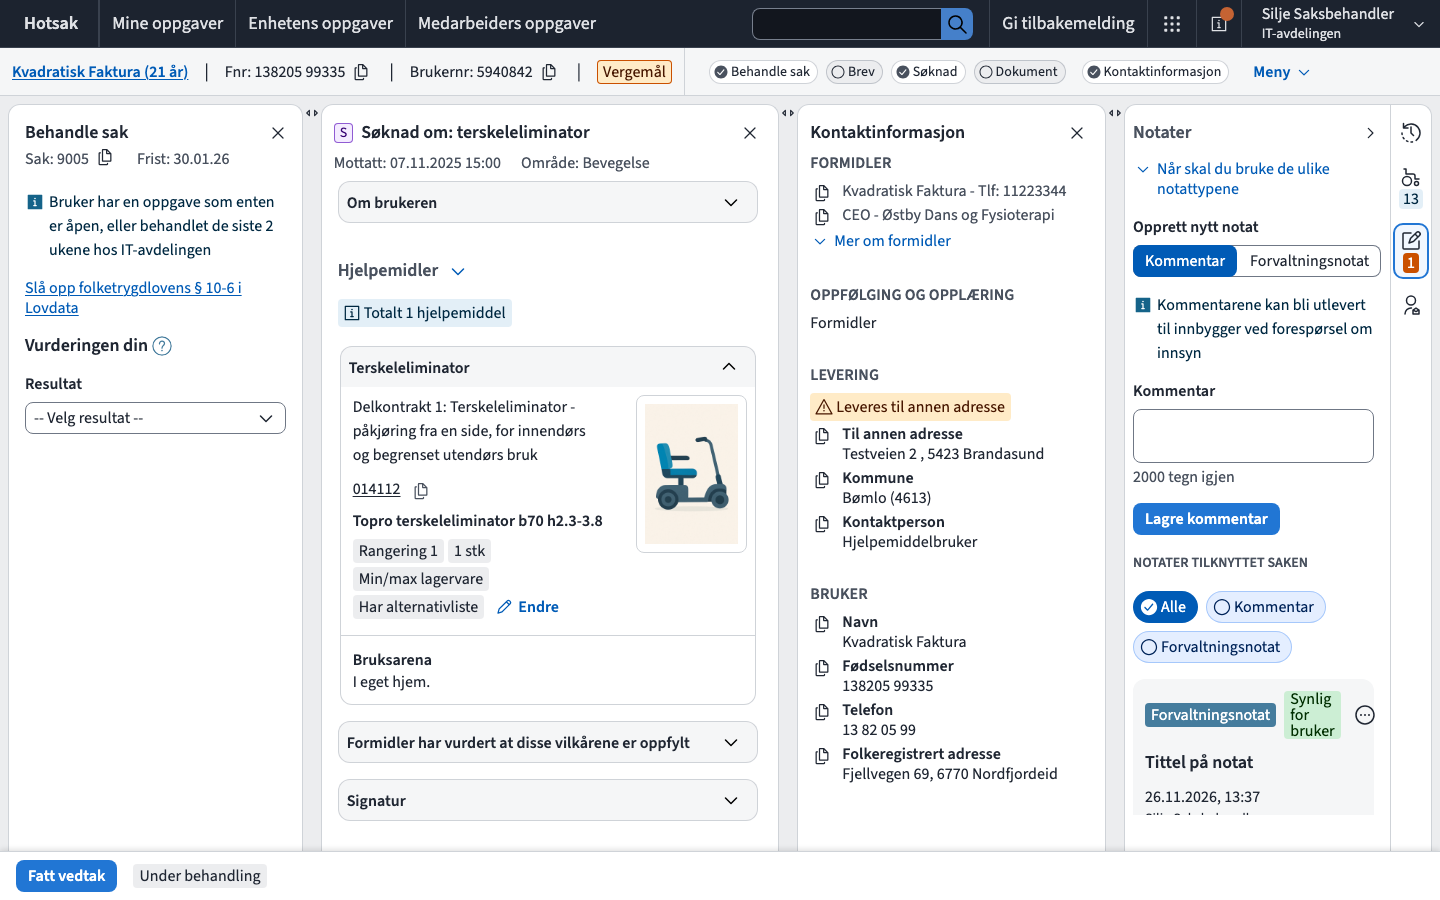 Hotsak
Mine oppgaver
Enhetens oppgaver
Medarbeiders oppgaver
Gi tilbakemelding
Silje Saksbehandler
IT-avdelingen
Kvadratisk Faktura (21 år)
Fnr: 138205 99335
Brukernr: 5940842
Vergemål
Behandle sak
Brev
Søknad
Dokument
Kontaktinformasjon
Meny
Behandle sak
Sak: 9005
Frist: 30.01.26
Bruker har en oppgave som enten
er åpen, eller behandlet de siste 2
ukene hos IT-avdelingen
Slå opp folketrygdlovens § 10-6 i
Lovdata
Vurderingen din
Resultat
-- Velg resultat --
S
Søknad om: terskeleliminator
Mottatt: 07.11.2025 15:00
Område: Bevegelse
Om brukeren
Hjelpemidler
Totalt 1 hjelpemiddel
Terskeleliminator
Delkontrakt 1: Terskeleliminator -
påkjøring fra en side, for innendørs
og begrenset utendørs bruk
014112
Topro terskeleliminator b70 h2.3-3.8
Rangering 1
1 stk
Min/max lagervare
Har alternativliste
Endre
Bruksarena
I eget hjem.
Formidler har vurdert at disse vilkårene er oppfylt
Signatur
Kontaktinformasjon
FORMIDLER
Kvadratisk Faktura - Tlf: 11223344
CEO - Østby Dans og Fysioterapi
Mer om formidler
OPPFØLGING OG OPPLÆRING
Formidler
LEVERING
Leveres til annen adresse
Til annen adresse
Testveien 2 , 5423 Brandasund
Kommune
Bømlo (4613)
Kontaktperson
Hjelpemiddelbruker
BRUKER
Navn
Kvadratisk Faktura
Fødselsnummer
138205 99335
Telefon
13 82 05 99
Folkeregistrert adresse
Fjellvegen 69, 6770 Nordfjordeid
Notater
Når skal du bruke de ulike
notattypene
Opprett nytt notat
Kommentar
Forvaltningsnotat
Kommentarene kan bli utlevert
til innbygger ved forespørsel om
innsyn
Kommentar
2000 tegn igjen
Lagre kommentar
NOTATER TILKNYTTET SAKEN
Alle
Kommentar
Forvaltningsnotat
Forvaltningsnotat
Synlig
for
bruker
Tittel på notat
26.11.2026, 13:37
13
1
Fatt vedtak
Under behandling